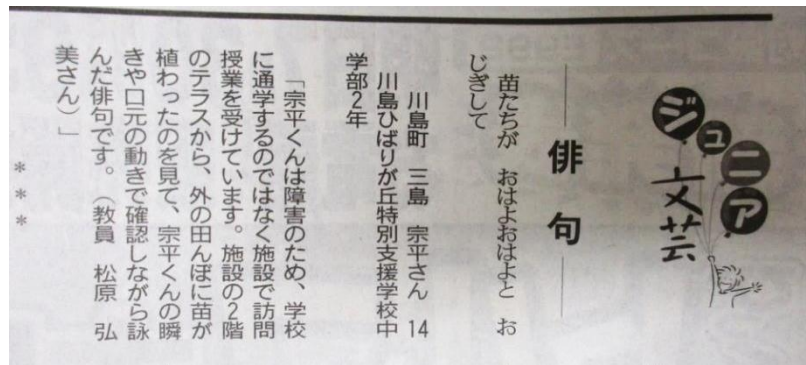 ジュニア
文芸
俳句
苗たちが　おはよおはよと　お
じぎして
川島町　三島　宗平さん　14
川島ひばりが丘特別支援学校中
学部2年
「宗平くんは障害のため、学校
に通学するのではなく施設で訪問
授業を受けています。施設の2階
のテラスから、外の田んぼに苗が
植わったのを見て、宗平くんの瞬
きや口元の動きで確認しながら詠
んだ俳句です。（教員　松原　弘
美さん）」
＊＊＊